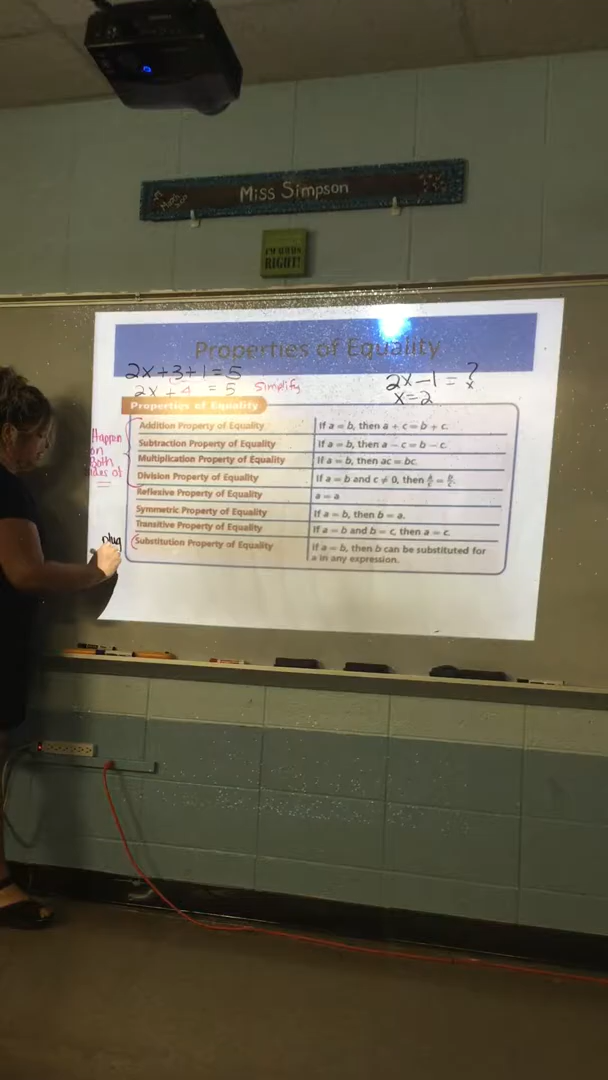 Miss Simpson
RIGHT!
Properties of Equality
2x+3+1=5
2x+4 = 5 Simplify
2x-1 = ?
x=2
Properties of Equality
Addition Property of Equality If a = b, then a + c = b + c.
Subtraction Property of Equality If a = b, then a - c = b - c.
Multiplication Property of Equality If a = b, then ac = bc.
Division Property of Equality If a = b and c ≠ 0, then a/c = b/c.
Reflexive Property of Equality a = a
Symmetric Property of Equality If a = b, then b = a.
Transitive Property of Equality If a = b and b = c, then a = c.
Substitution Property of Equality If a = b, then b can be substituted for
a in any expression.
Happen
on
Both
sides of
=
plug